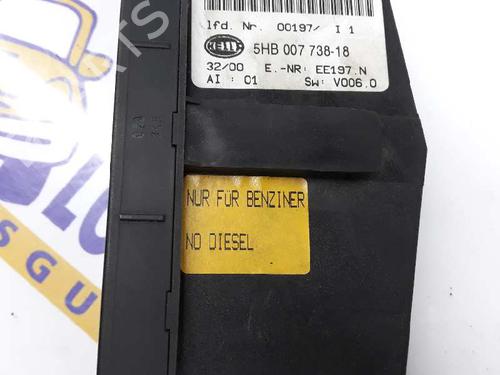 lfd. Nr. 00197/ I 1
5HB 007 738-18
32/00 E.-NR: EE197.N
AI : 01 SW: V006.0
NUR FÜR BENZINER
NO DIESEL